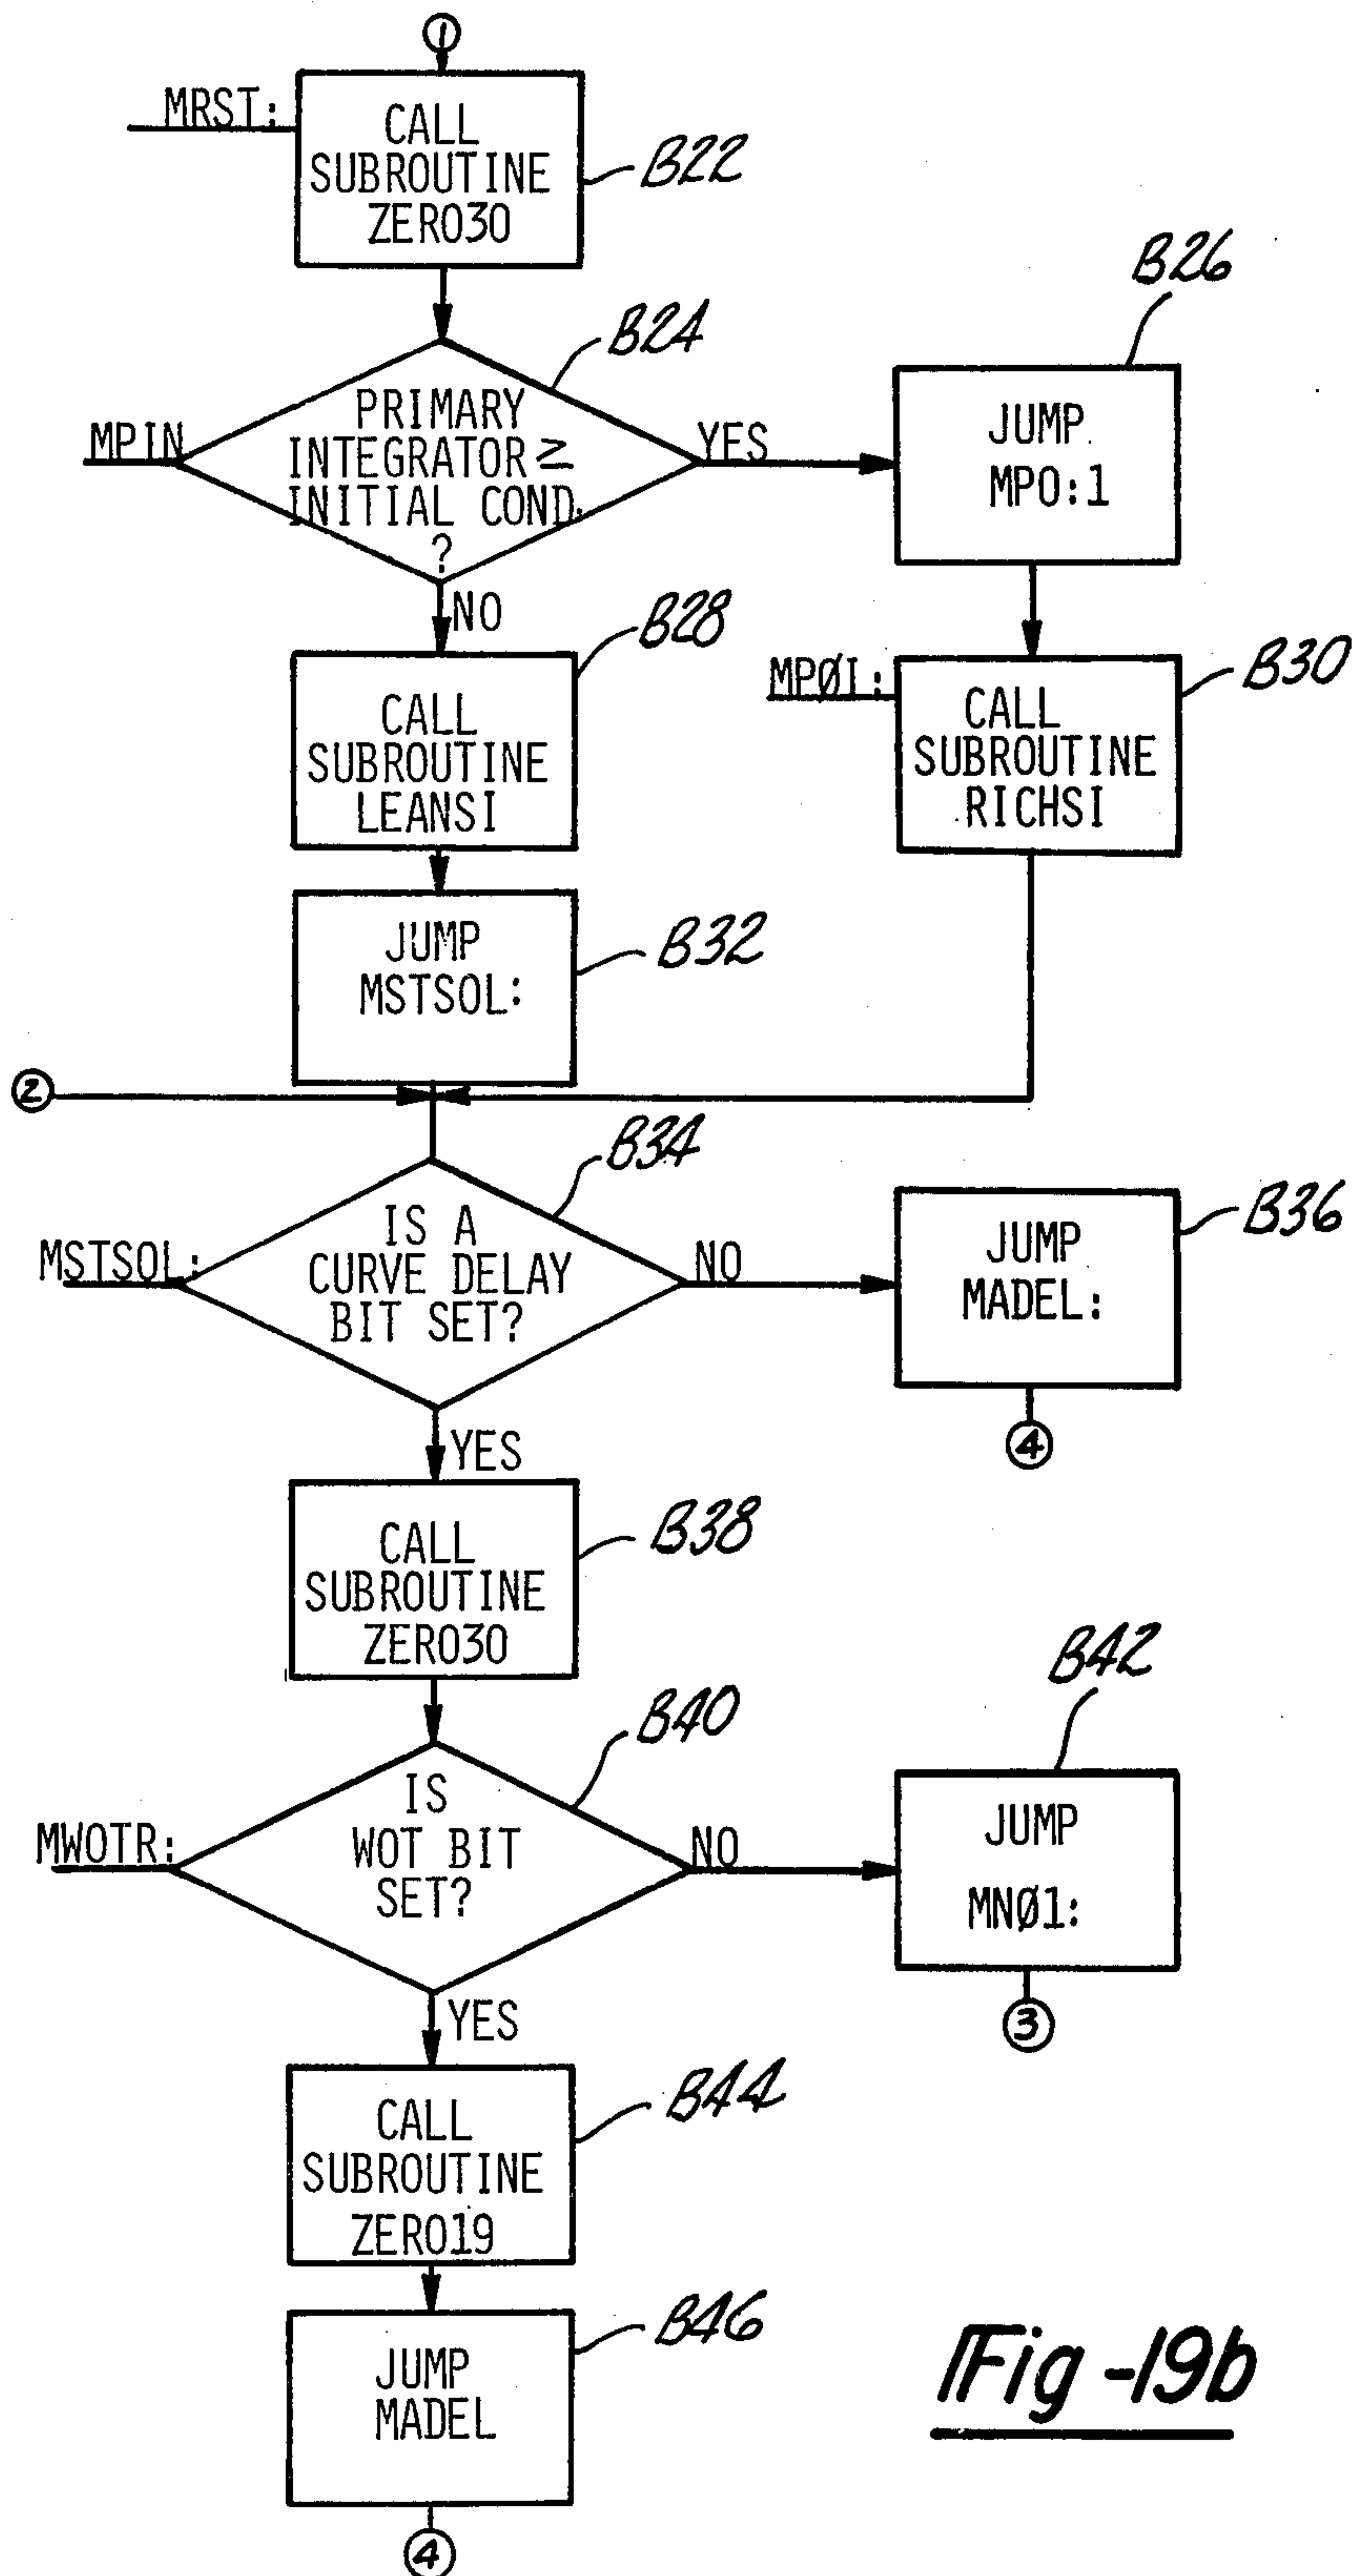 1
MRST:
CALL
SUBROUTINE
ZERO30
B22
B24
MPIN
PRIMARY
INTEGRATOR ≥
INITIAL COND.
?
YES
B26
JUMP
MPO:1
NO
B28
CALL
SUBROUTINE
LEANSI
MPØI:
CALL
SUBROUTINE
RICHSI
B30
JUMP
MSTSOL:
B32
2
B34
MSTSOL:
IS A
CURVE DELAY
BIT SET?
NO
JUMP
MADEL:
B36
4
YES
CALL
SUBROUTINE
ZERO30
B38
B40
MWOTR:
IS
WOT BIT
SET?
NO
B42
JUMP
MNØ1:
3
YES
CALL
SUBROUTINE
ZERO19
B44
JUMP
MADEL
B46
4
Fig-19b